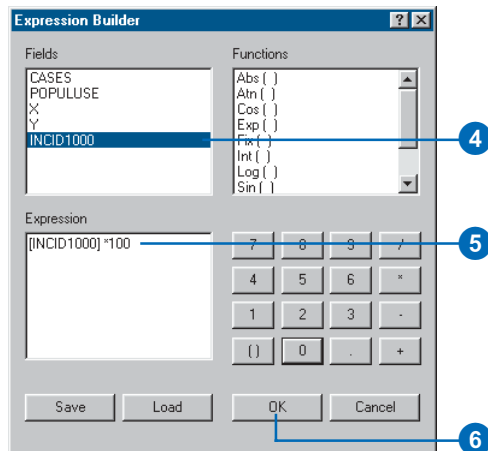 Expression Builder
Fields
Functions
CASES
POPULUSE
X
Y
INCID1000
Abs ( )
Atn ( )
Cos ( )
Exp ( )
Fix ( )
Int ( )
Log ( )
Sin ( )
4
Expression
[INCID1000] *100
5
7 8 9 /
4 5 6 *
1 2 3 -
( ) 0 . +
Save Load OK Cancel
6